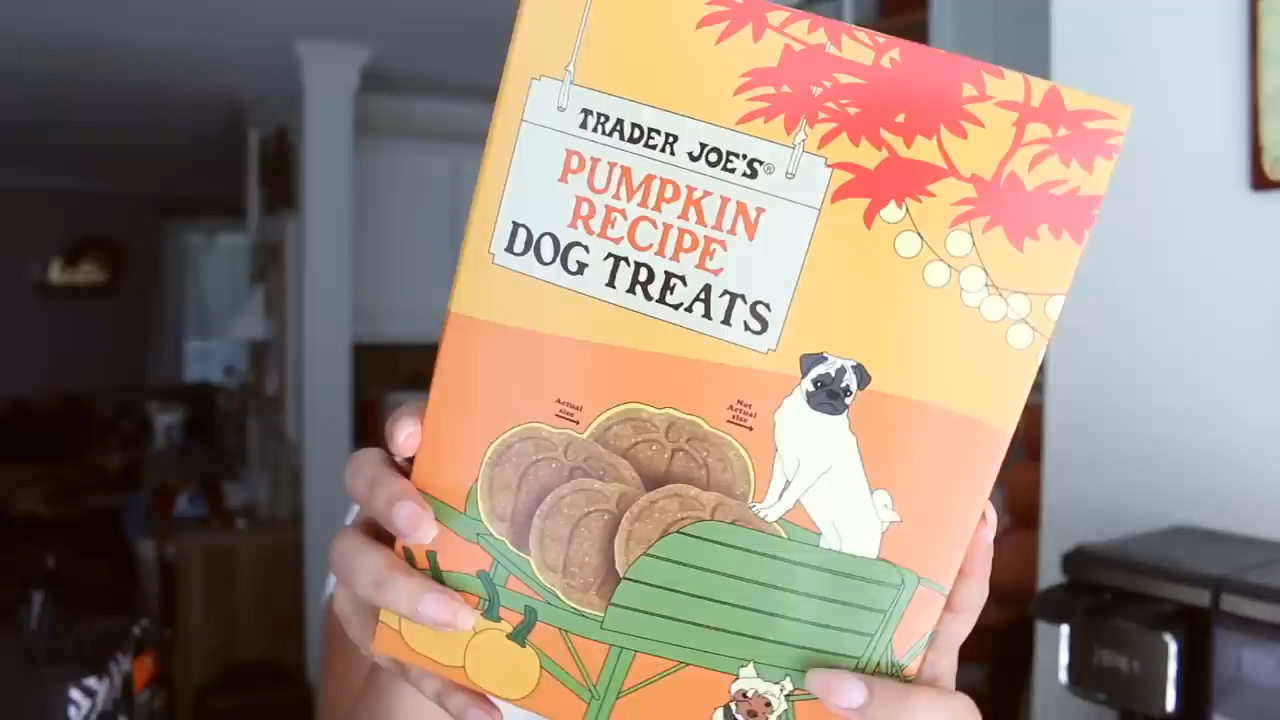 TRADER JOE'S®
PUMPKIN
RECIPE
DOG TREATS
Actual
size
Not
Actual
size